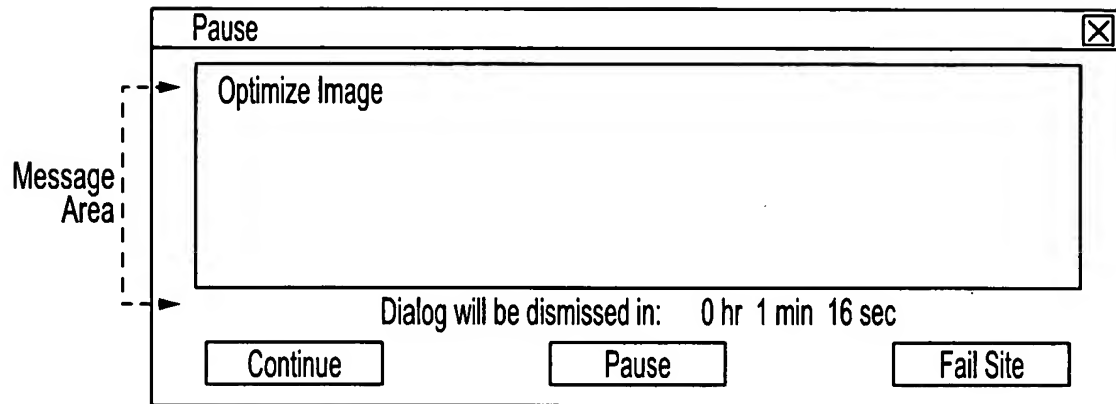 Pause
Optimize Image
Message
Area
Dialog will be dismissed in: 0 hr 1 min 16 sec
Continue Pause Fail Site